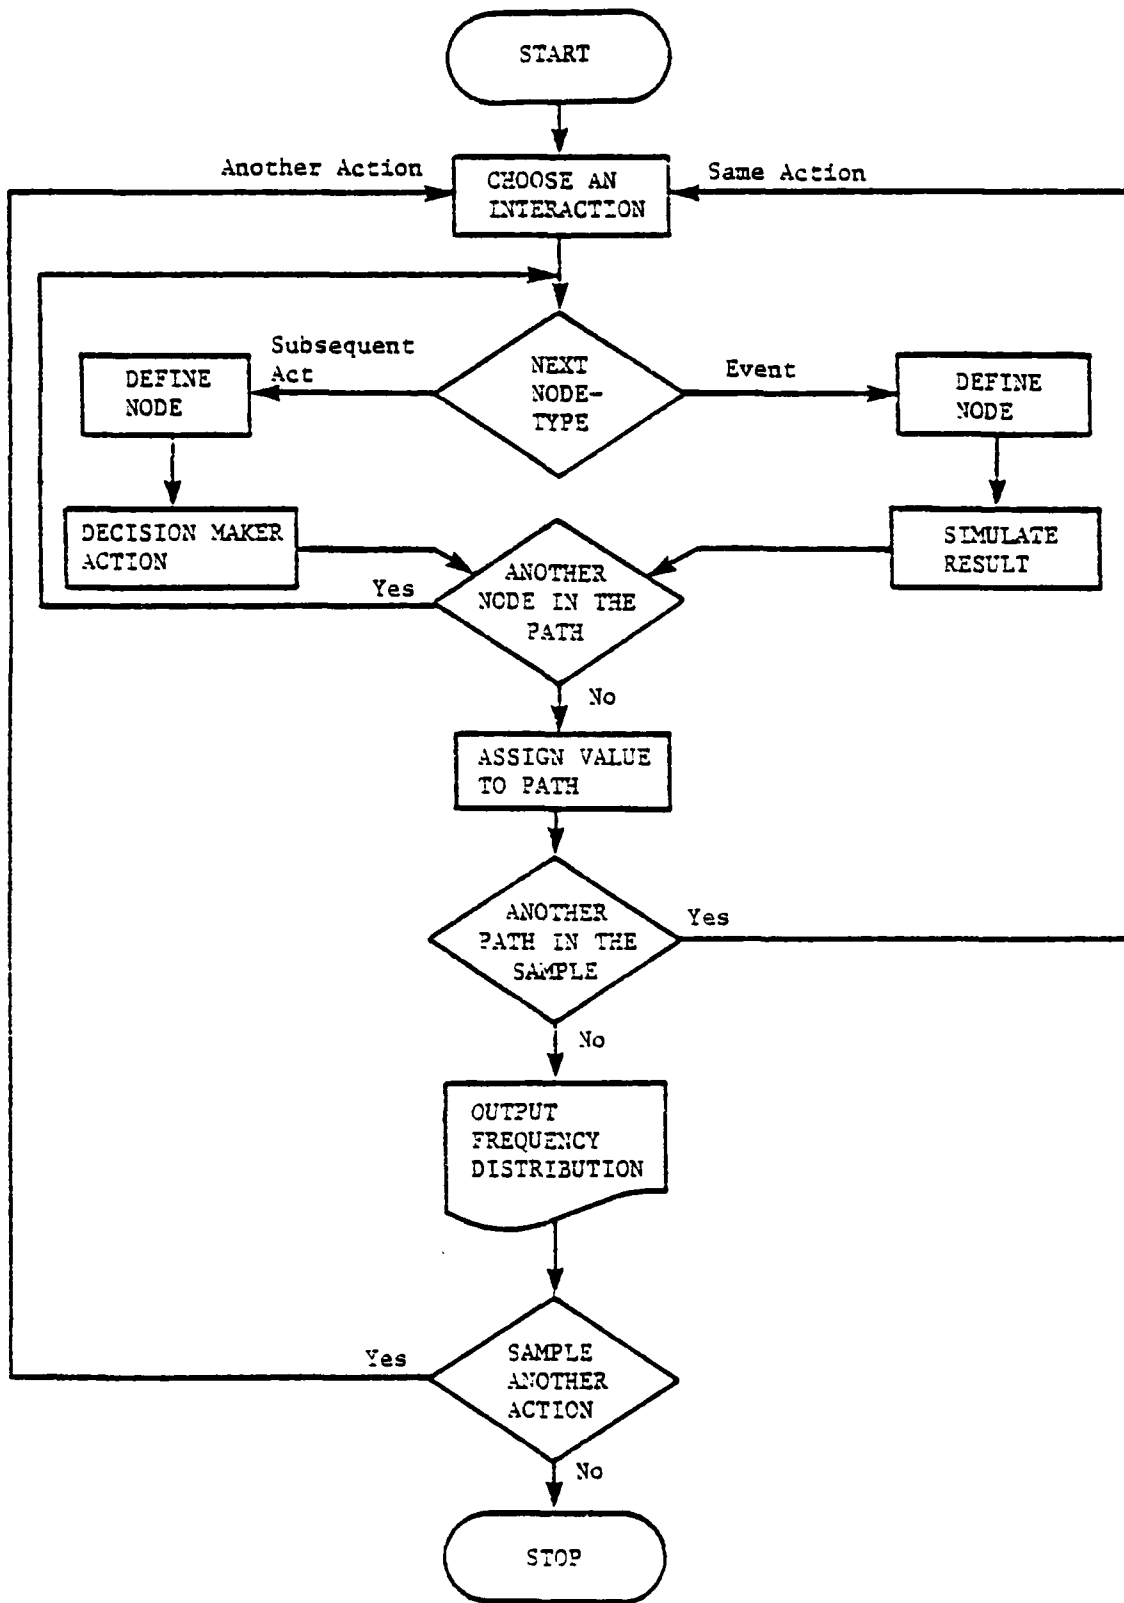 START
Another Action
CHOOSE AN
INTERACTION
Same Action
Subsequent
Act
NEXT
NODE-
TYPE
Event
DEFINE
NODE
DEFINE
NODE
DECISION MAKER
ACTION
SIMULATE
RESULT
Yes
ANOTHER
NODE IN THE
PATH
No
ASSIGN VALUE
TO PATH
ANOTHER
PATH IN THE
SAMPLE
Yes
No
OUTPUT
FREQUENCY
DISTRIBUTION
Yes
SAMPLE
ANOTHER
ACTION
No
STOP